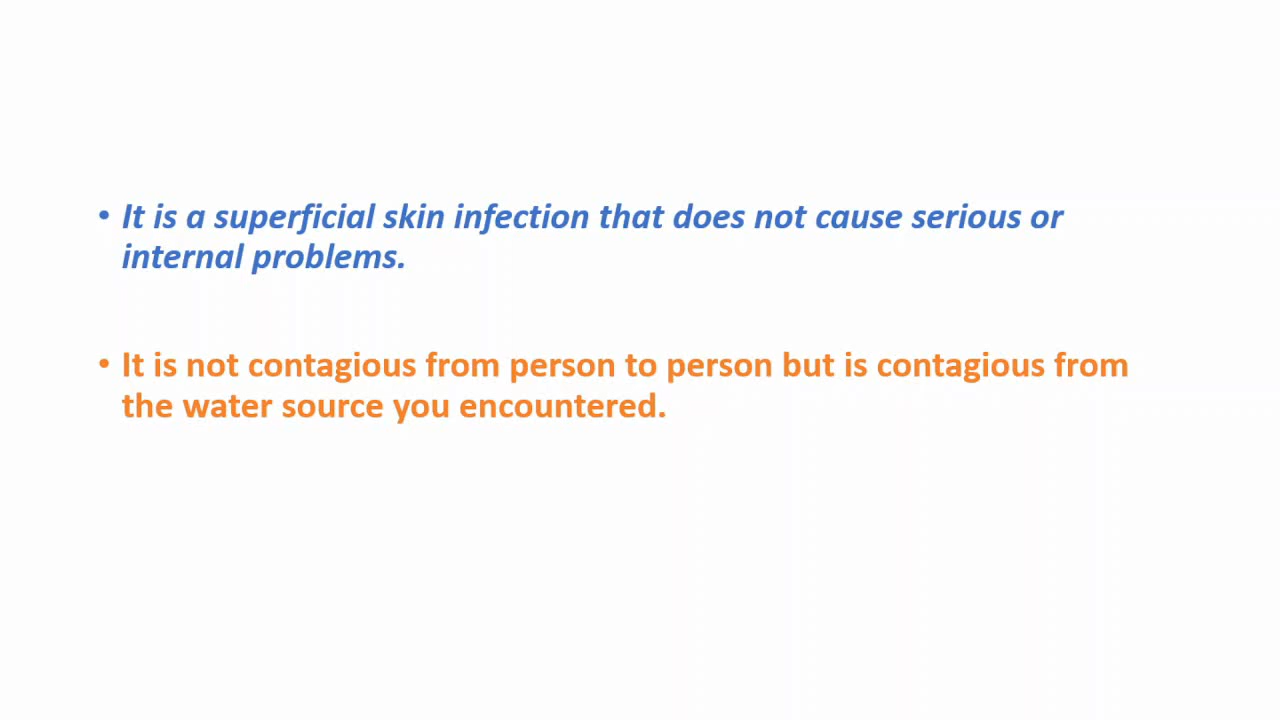 • It is a superficial skin infection that does not cause serious or
internal problems.
• It is not contagious from person to person but is contagious from
the water source you encountered.